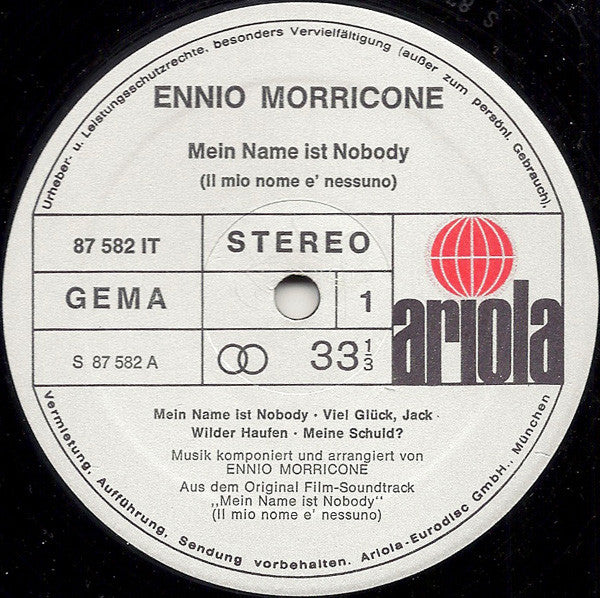 Urheber- u. Leistungsschutzrechte, besonders Vervielfältigung (außer zum persönl. Gebrauch),
ENNIO MORRICONE
Mein Name ist Nobody
(Il mio nome e' nessuno)
87 582 IT
STEREO
GEMA
1
ariola
S 87 582 A
33 1/3
Mein Name ist Nobody · Viel Glück, Jack ·
Wilder Haufen · Meine Schuld?
Musik komponiert und arrangiert von
ENNIO MORRICONE
Aus dem Original Film-Soundtrack
„Mein Name ist Nobody“
(Il mio nome e' nessuno)
Vermietung, Aufführung, Sendung vorbehalten. Ariola-Eurodisc GmbH., München